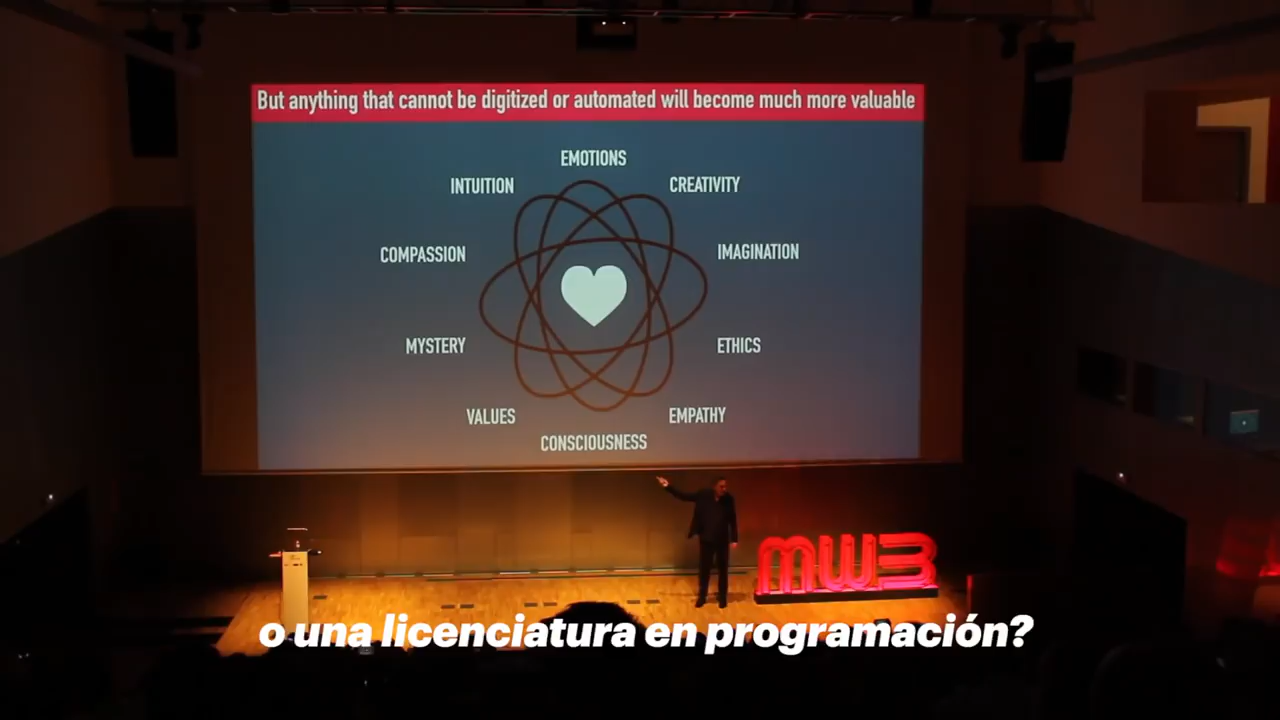 But anything that cannot be digitized or automated will become much more valuable
EMOTIONS
INTUITION
CREATIVITY
COMPASSION
IMAGINATION
MYSTERY
ETHICS
VALUES
EMPATHY
CONSCIOUSNESS
mw3
o una licenciatura en programación?